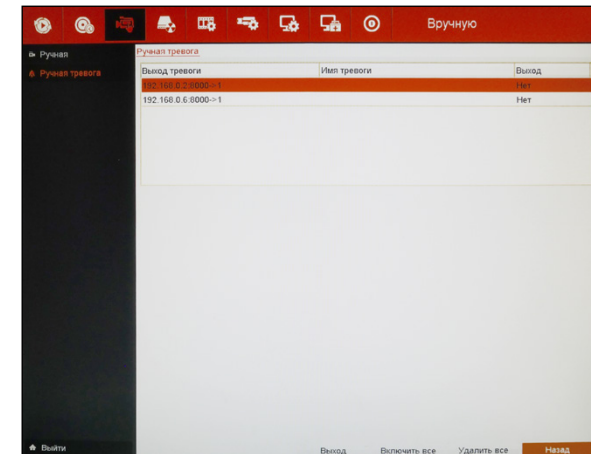 Вручную
Ручная
Ручная тревога
Ручная тревога
Выход тревоги Имя тревоги Выход
192.168.0.2:8000->1 Нет
192.168.0.6:8000->1 Нет
Выйти
Выход Включить все Удалить все Назад